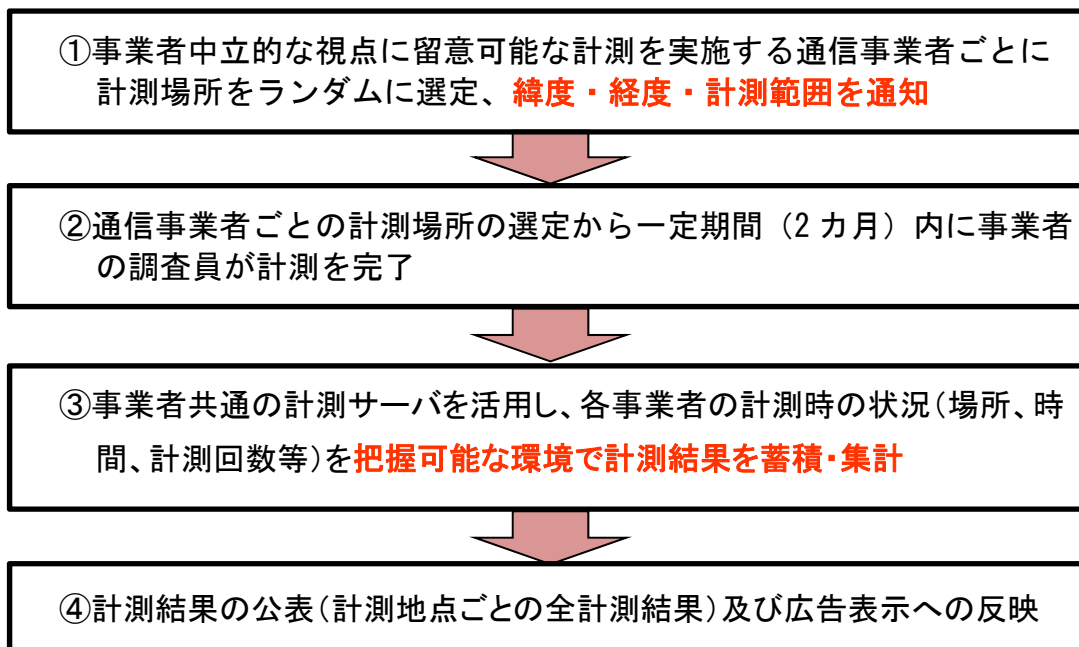 ①事業者中立的な視点に留意可能な計測を実施する通信事業者ごとに
計測場所をランダムに選定、緯度・経度・計測範囲を通知
②通信事業者ごとの計測場所の選定から一定期間（2 カ月）内に事業者
の調査員が計測を完了
③事業者共通の計測サーバを活用し、各事業者の計測時の状況(場所、時
間、計測回数等)を把握可能な環境で計測結果を蓄積・集計
④計測結果の公表(計測地点ごとの全計測結果)及び広告表示への反映